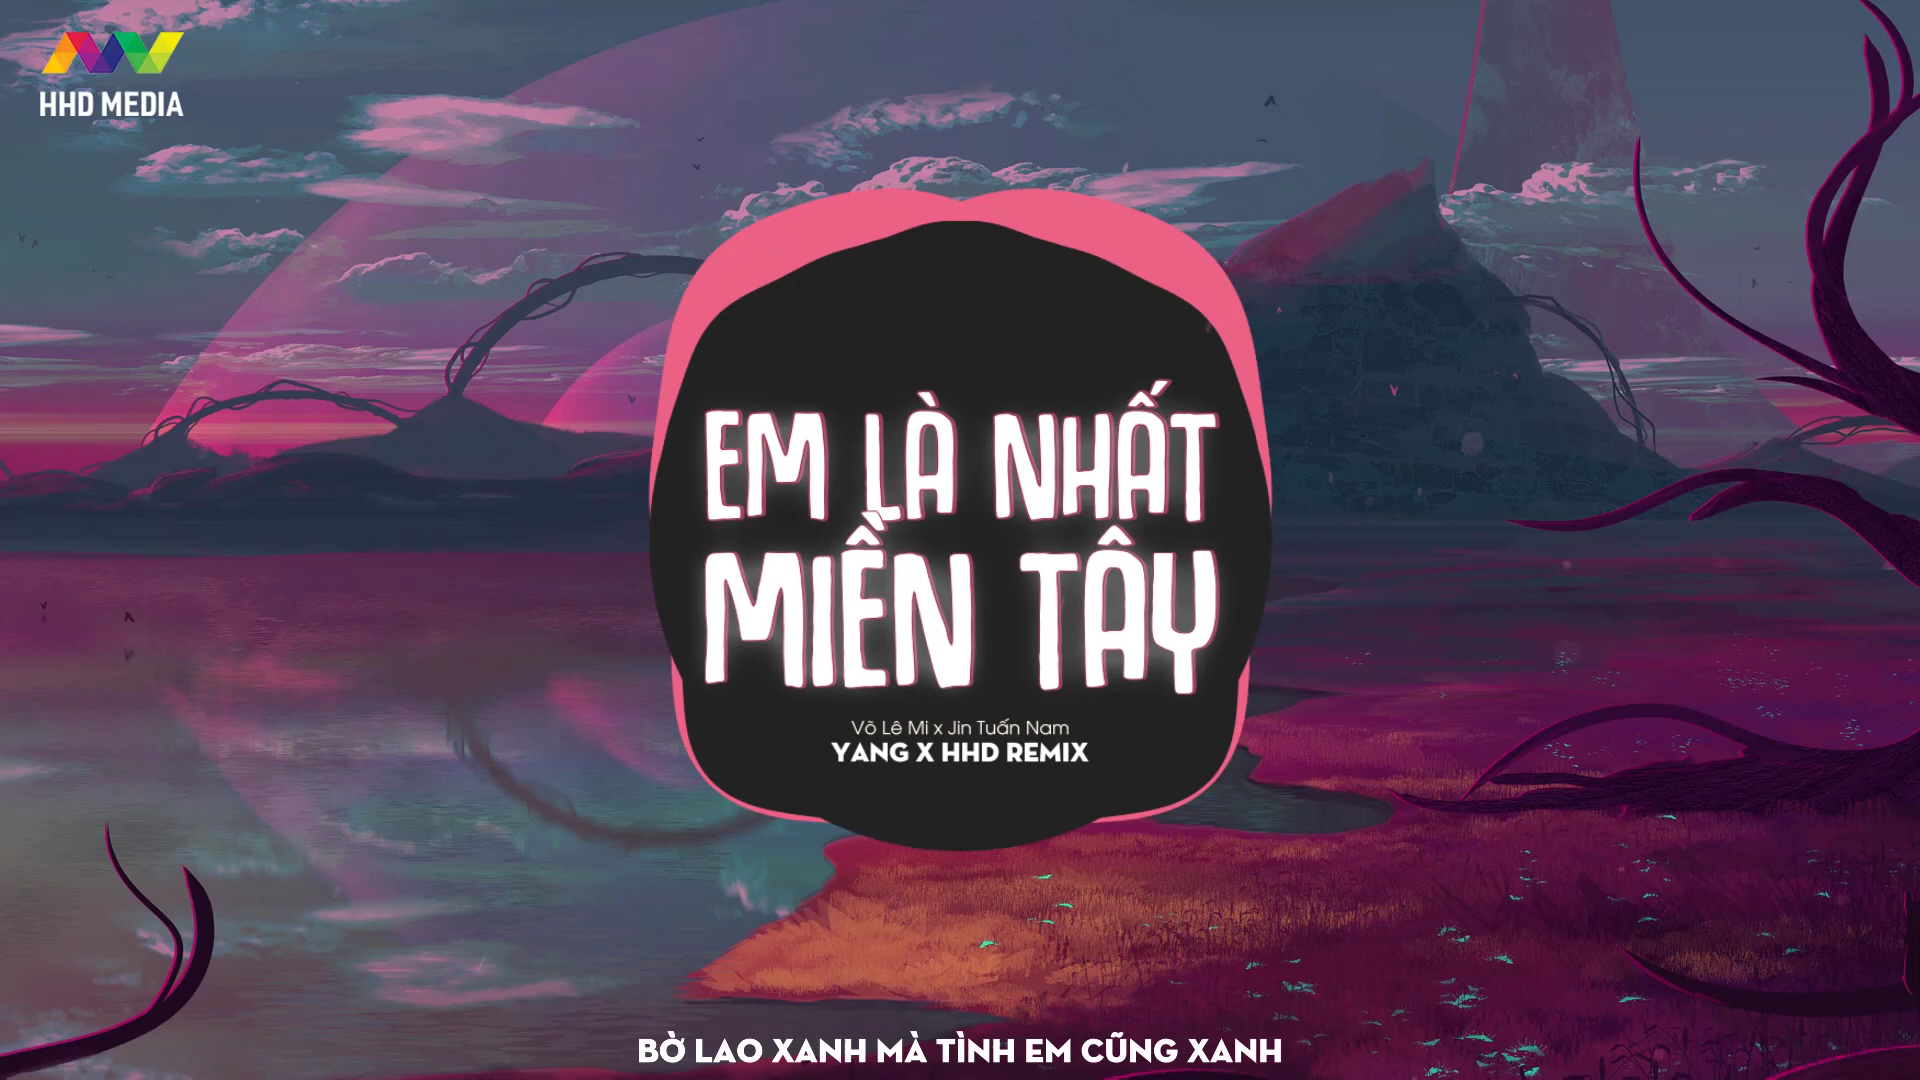 HHD MEDIA
EM LÀ NHẤT
MIỀN TÂY
Võ Lê Mi x Jin Tuấn Nam
YANG X HHD REMIX
BỜ LAO XANH MÀ TÌNH EM CŨNG XANH